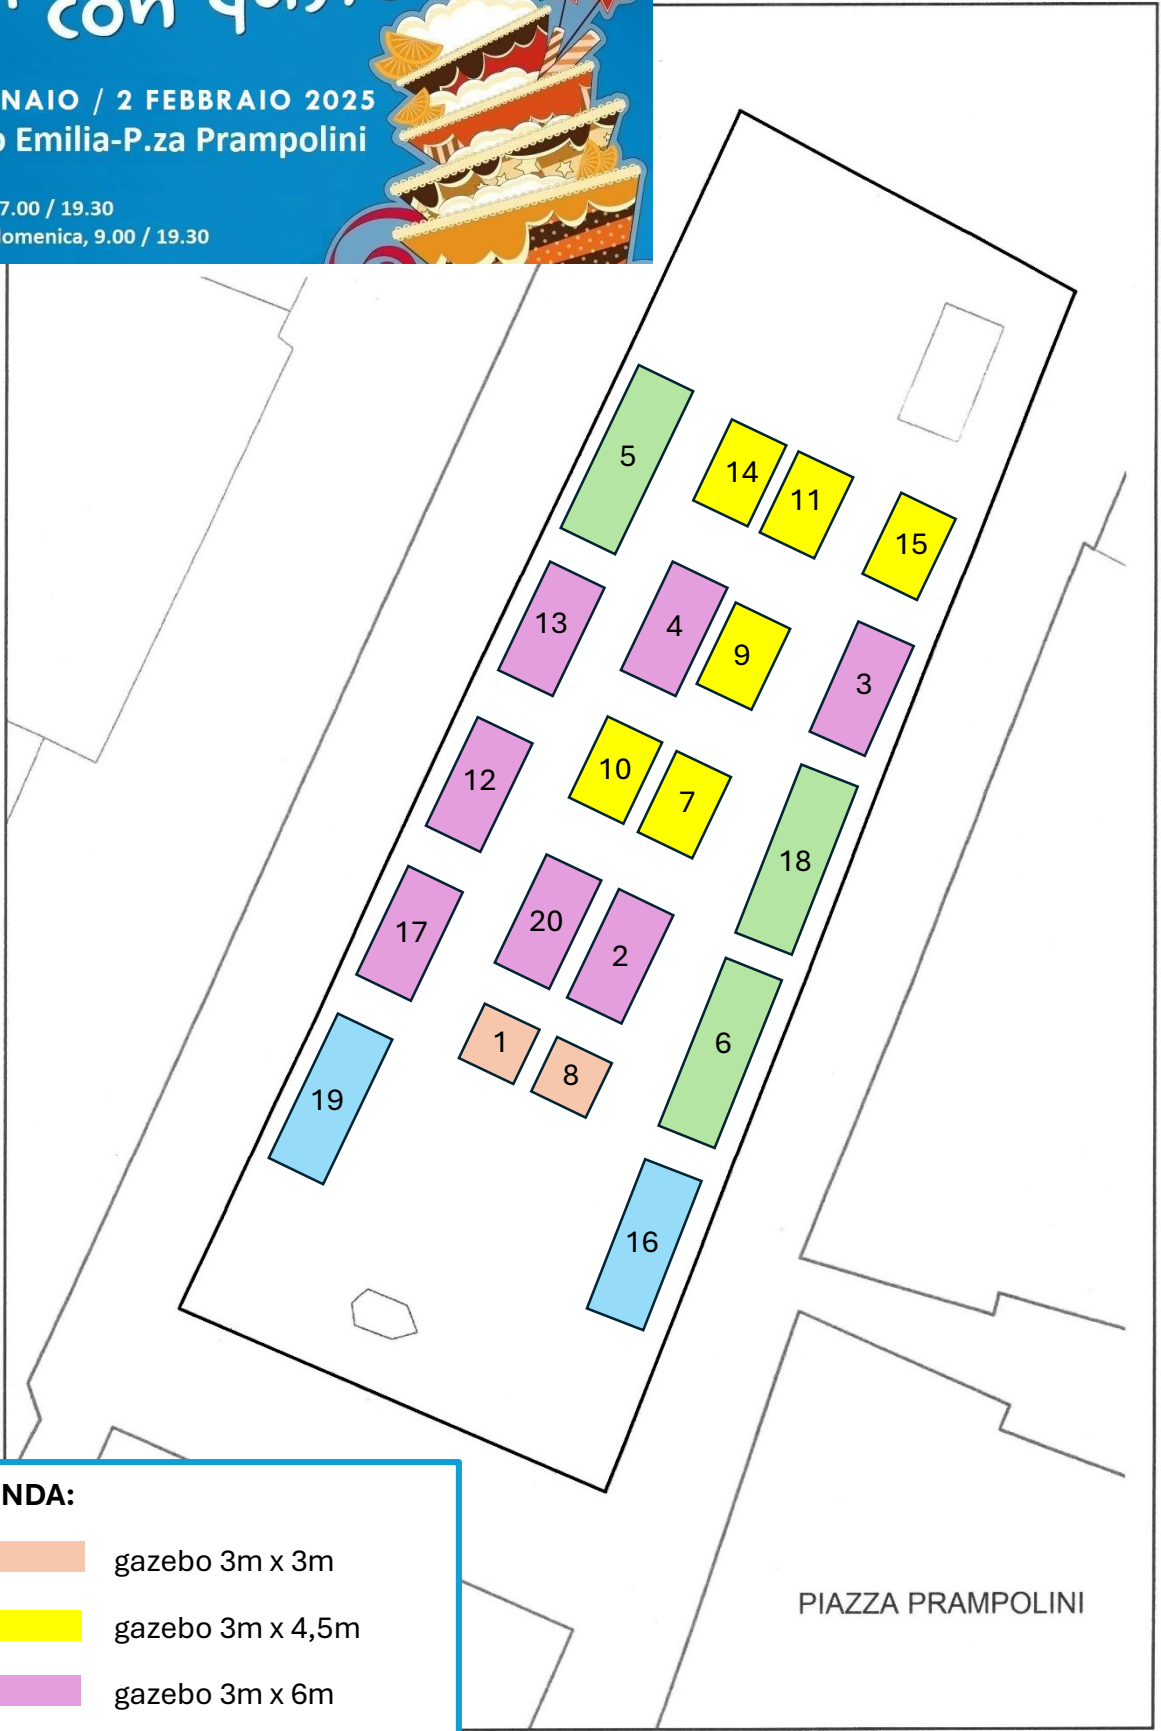 con
NAIO / 2 FEBBRAIO 2025
Emilia-P.za Prampolini
7.00 / 19.30
domenica, 9.00 / 19.30
5
14
11
15
13
4
9
3
12
10
7
18
17
20
2
1
8
6
19
16
NDA:
gazebo 3m x 3m
gazebo 3m x 4,5m
gazebo 3m x 6m
PIAZZA PRAMPOLINI